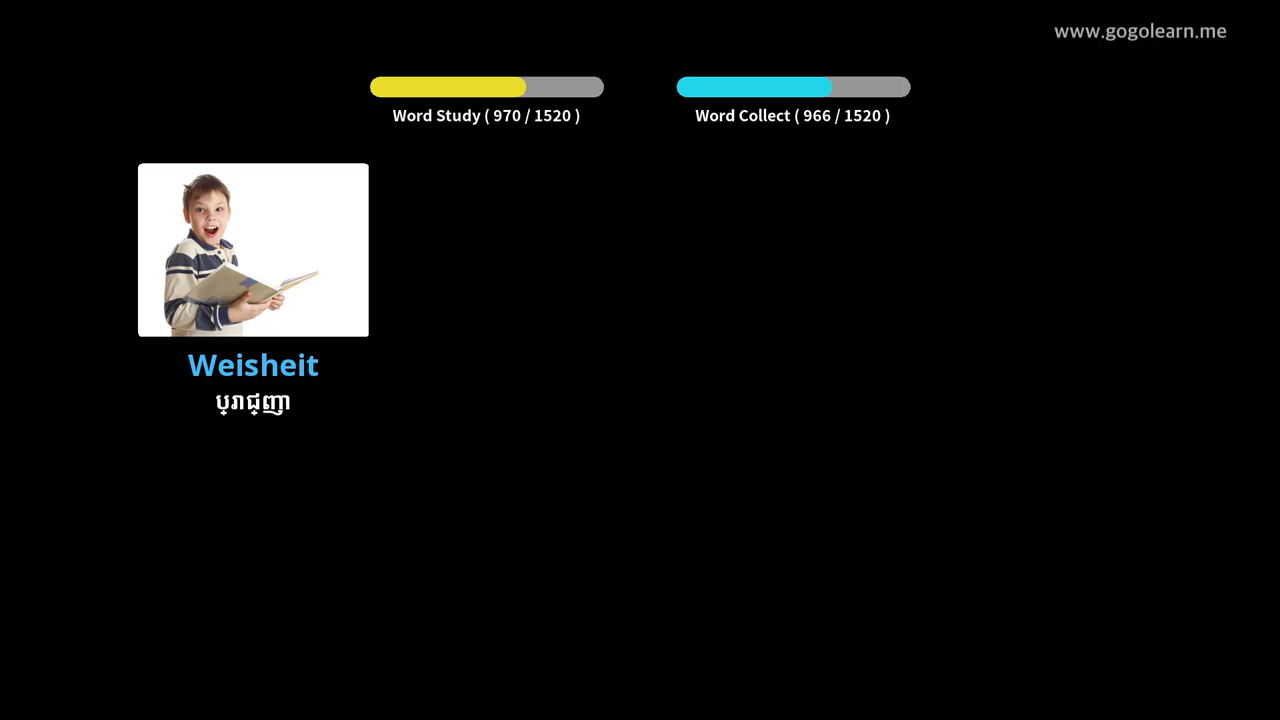 www.gogolearn.me
Word Study ( 970 / 1520 )
Word Collect ( 966 / 1520 )
Weisheit
ប្រាជ្ញា